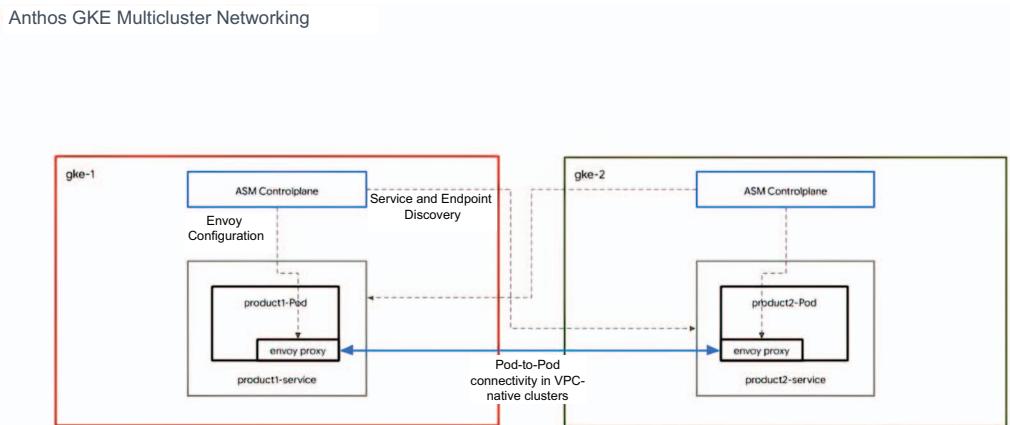 Anthos GKE Multicluster Networking
gke-1
ASM Controlplane
Service and Endpoint
Discovery
Envoy
Configuration
product1-Pod
envoy proxy
product1-service
gke-2
ASM Controlplane
product2-Pod
envoy proxy
product2-service
Pod-to-Pod
connectivity in VPC-
native clusters